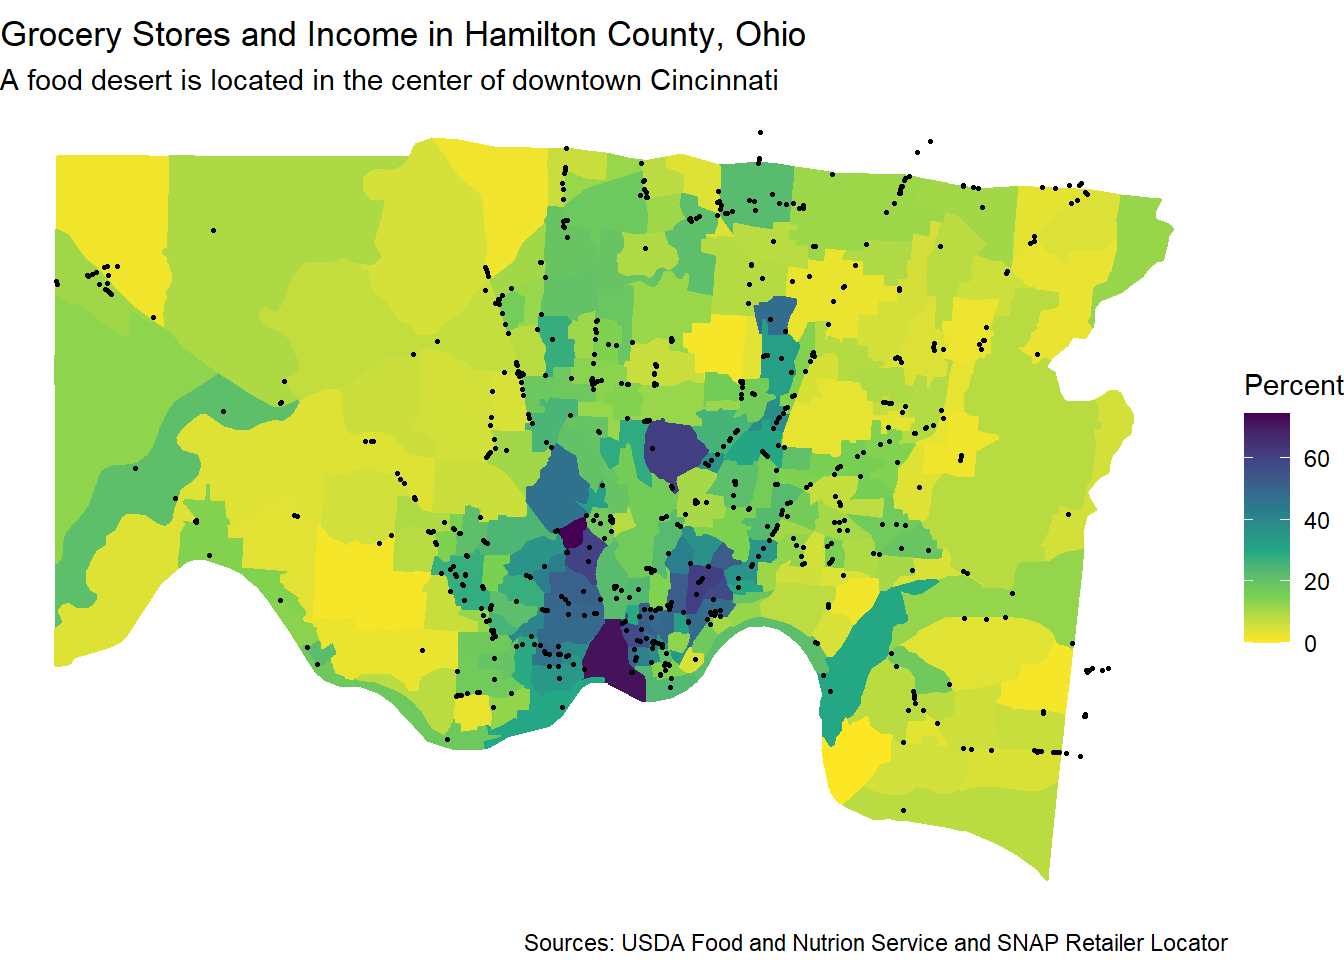 Grocery Stores and Income in Hamilton County, Ohio
A food desert is located in the center of downtown Cincinnati
Percent
60
40
20
0
Sources: USDA Food and Nutrion Service and SNAP Retailer Locator